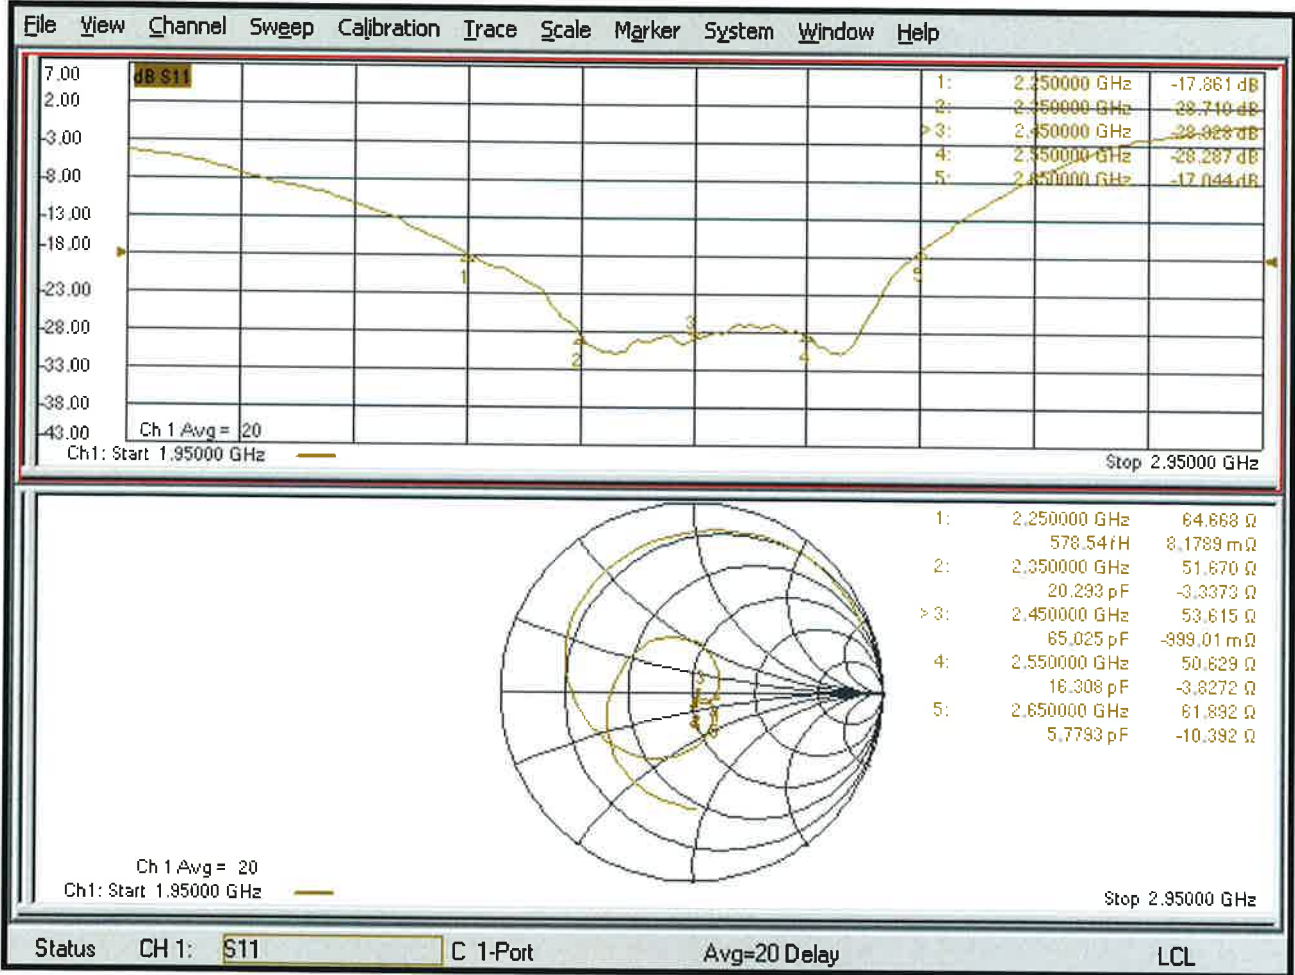 File View Channel Sweep Calibration Trace Scale Marker System Window Help
7.00
2.00
-3.00
-8.00
-13.00
-18.00
-23.00
-28.00
-33.00
-38.00
-43.00
dB S11
1: 2.250000 GHz -17.861 dB
2: 2.350000 GHz -28.710 dB
>3: 2.450000 GHz -28.928 dB
4: 2.550000 GHz -28.287 dB
5: 2.650000 GHz -17.044 dB
1
2
3
4
5
Ch 1 Avg = 20
Ch1: Start 1.95000 GHz
Stop 2.95000 GHz
1: 2.250000 GHz 64.668 Ω
578.54 fH 8.1789 mΩ
2: 2.350000 GHz 51.670 Ω
20.293 pF -3.3373 Ω
>3: 2.450000 GHz 53.615 Ω
65.025 pF -999.01 mΩ
4: 2.550000 GHz 50.629 Ω
16.308 pF -3.8272 Ω
5: 2.650000 GHz 61.892 Ω
5.7793 pF -10.392 Ω
3
Ch 1 Avg = 20
Ch1: Start 1.95000 GHz
Stop 2.95000 GHz
Status CH 1: S11 C 1-Port Avg=20 Delay LCL